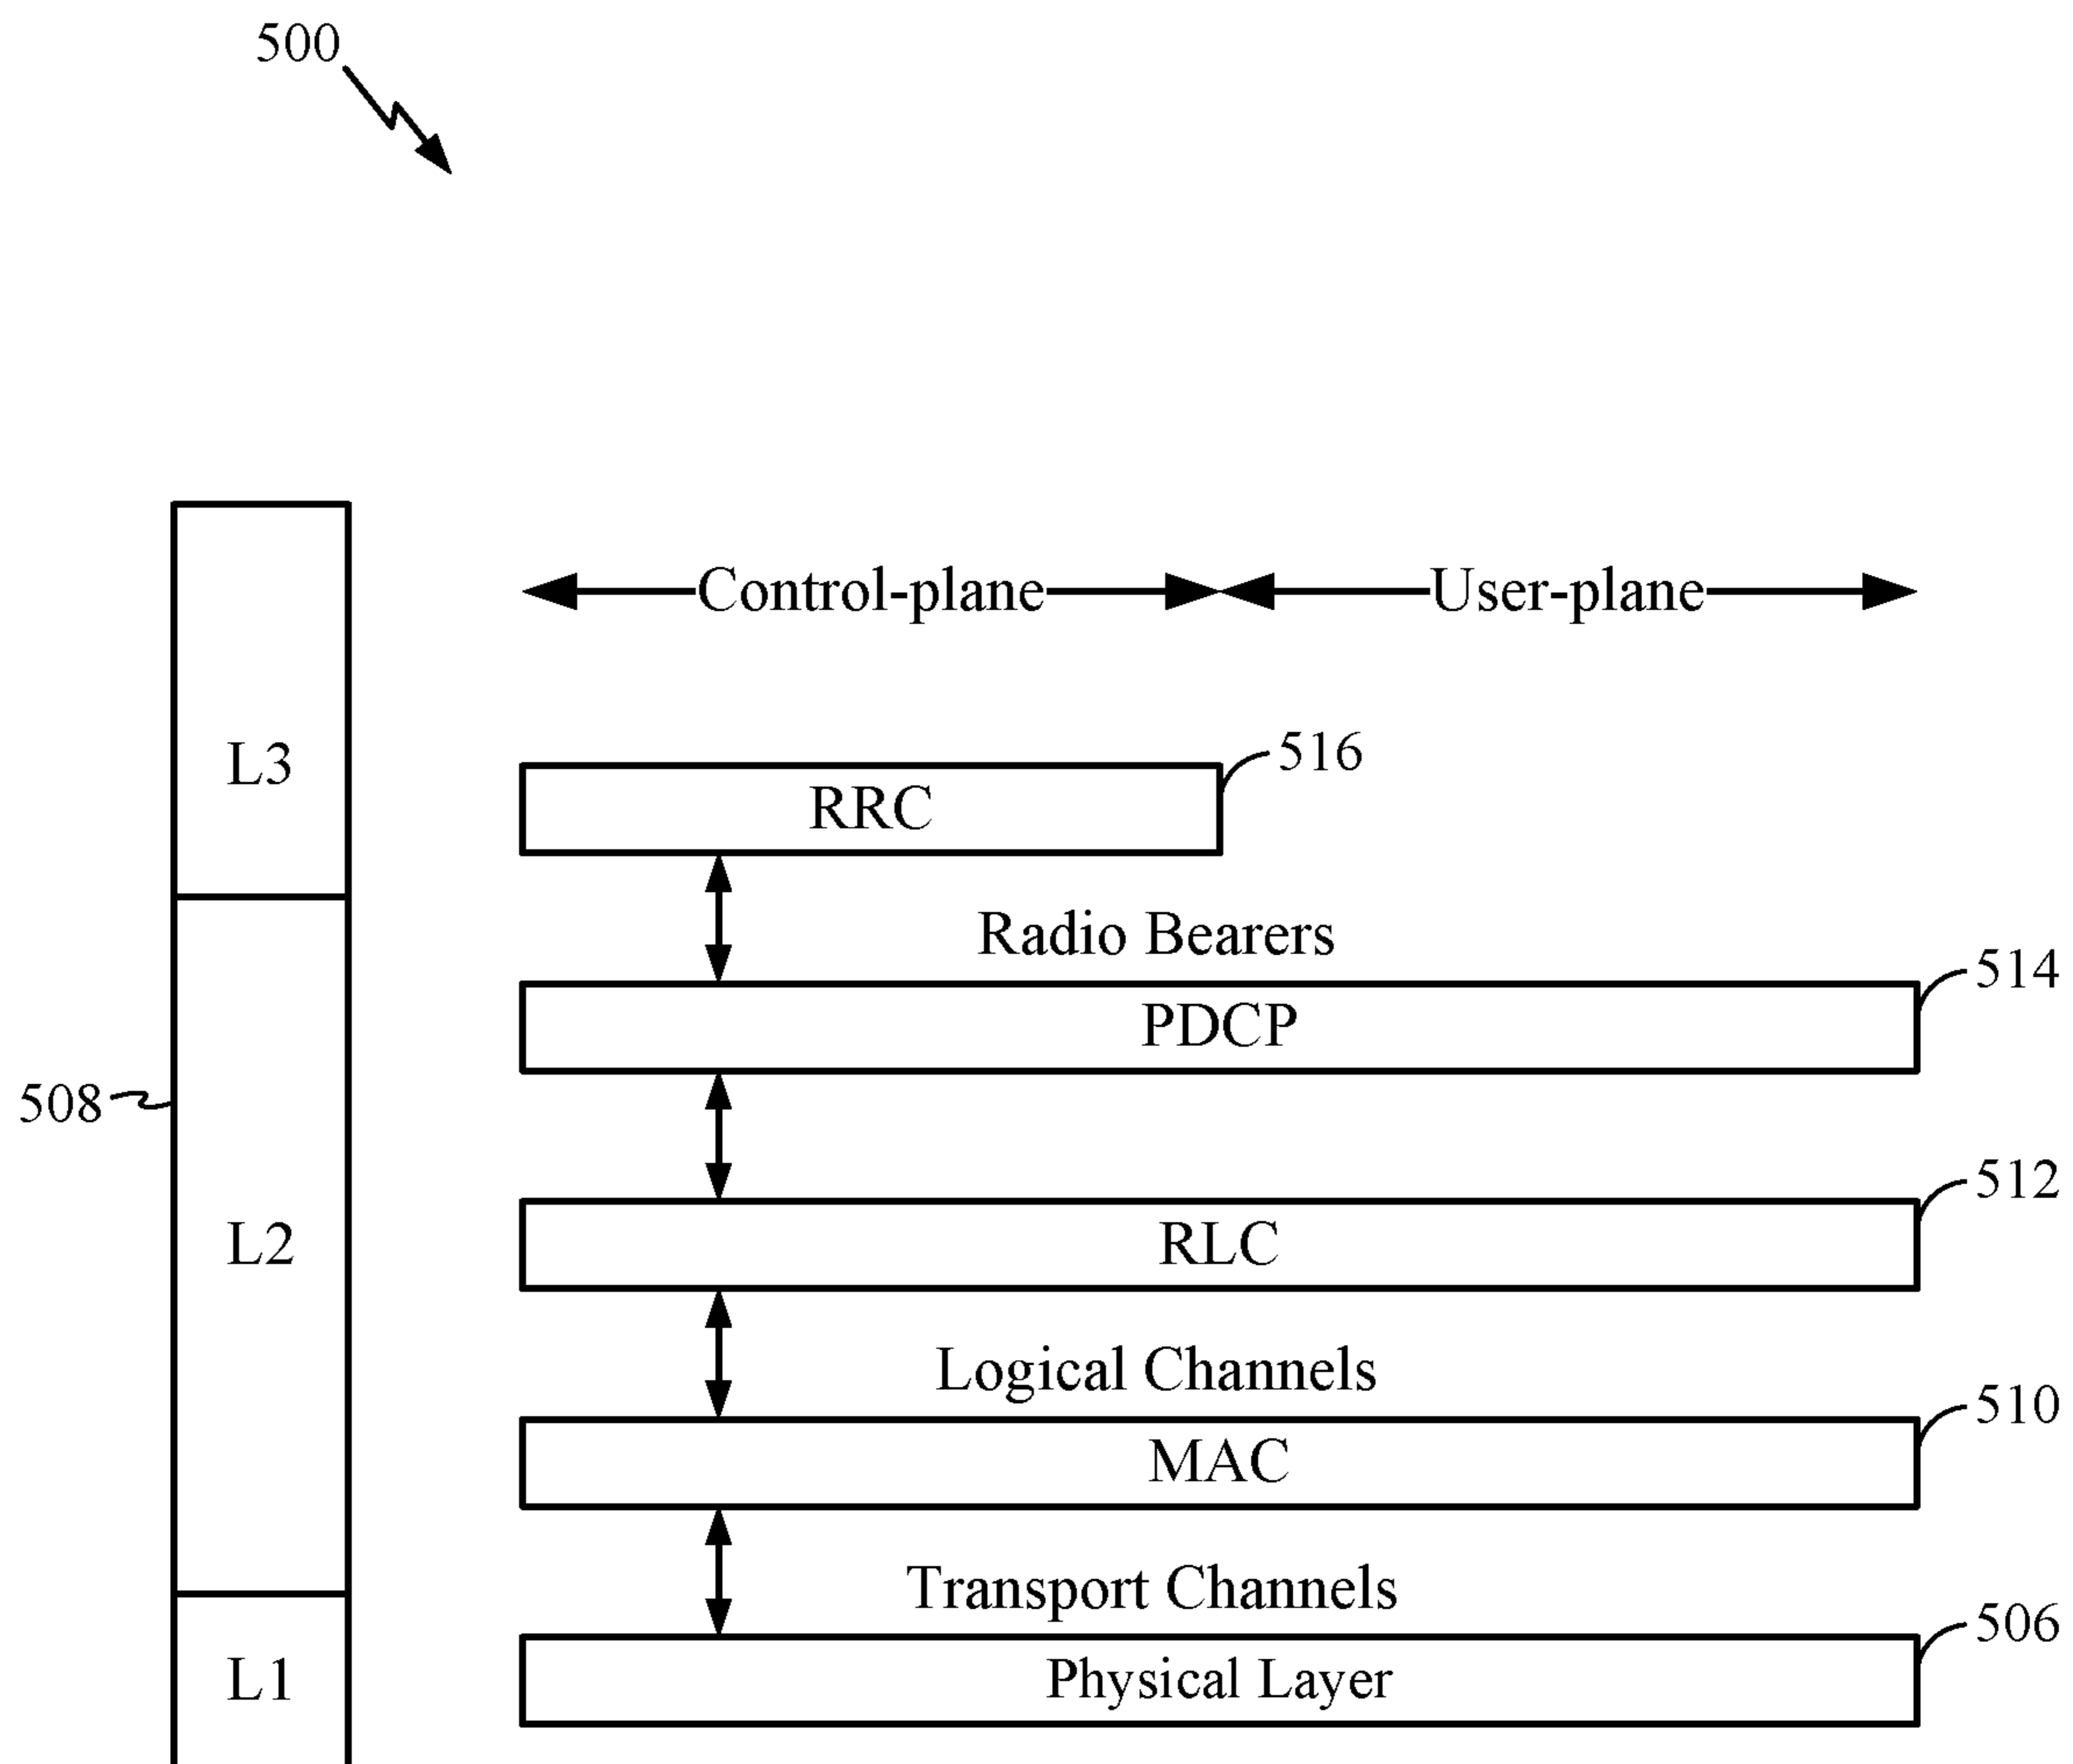 500
Control-plane
User-plane
L3
516
RRC
Radio Bearers
514
PDCP
508
512
L2
RLC
Logical Channels
510
MAC
Transport Channels
506
L1
Physical Layer